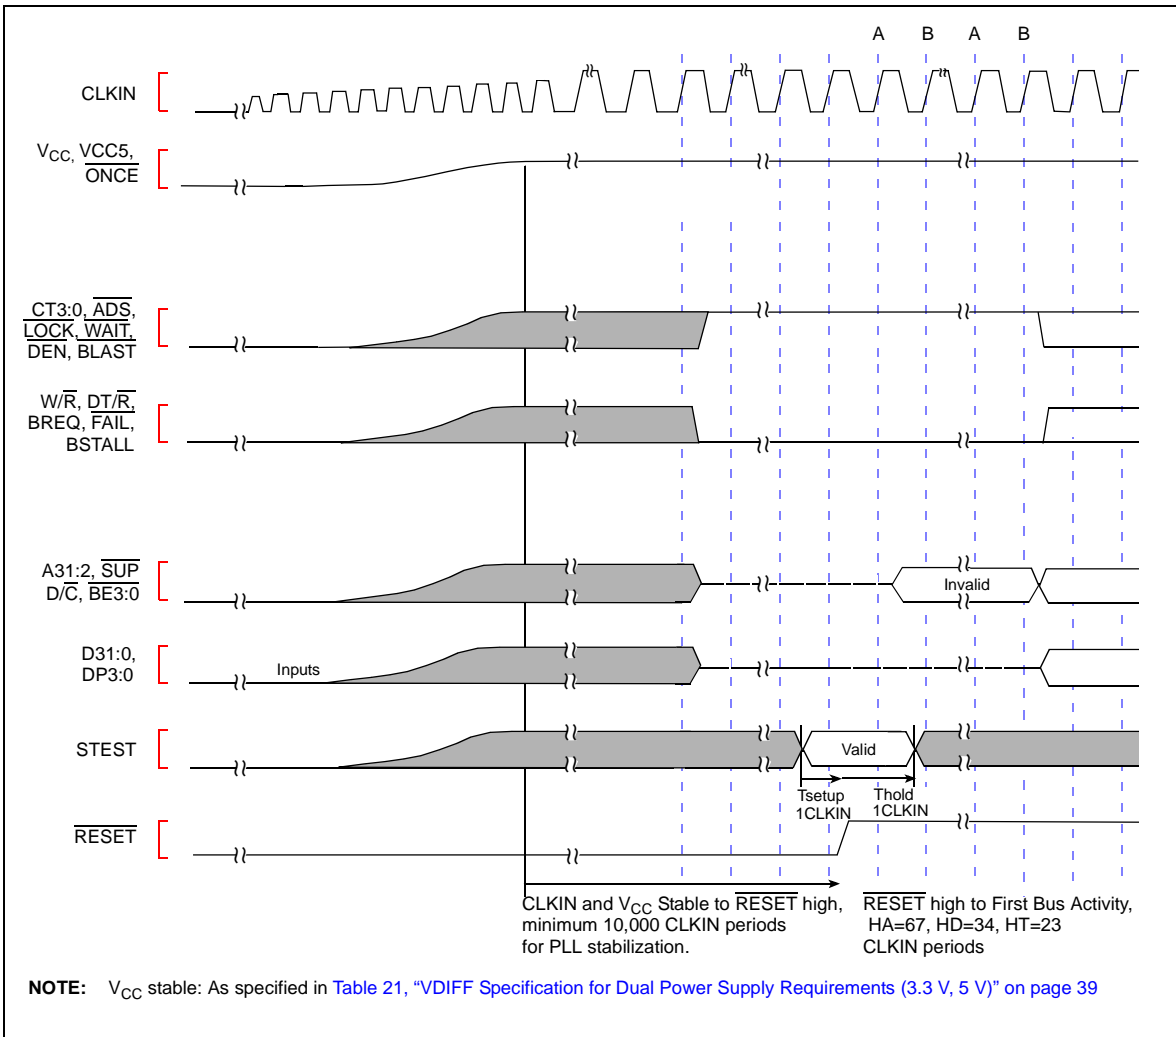 A B A B
CLKIN
VCC, VCC5,
ONCE
CT3:0, ADS,
LOCK, WAIT,
DEN, BLAST
W/R, DT/R,
BREQ, FAIL,
BSTALL
A31:2, SUP
D/C, BE3:0
Invalid
D31:0,
DP3:0
Inputs
STEST
Valid
Tsetup
1CLKIN
Thold
1CLKIN
RESET
CLKIN and VCC Stable to RESET high,
minimum 10,000 CLKIN periods
for PLL stabilization.
RESET high to First Bus Activity,
HA=67, HD=34, HT=23
CLKIN periods
NOTE: VCC stable: As specified in Table 21, “VDIFF Specification for Dual Power Supply Requirements (3.3 V, 5 V)” on page 39